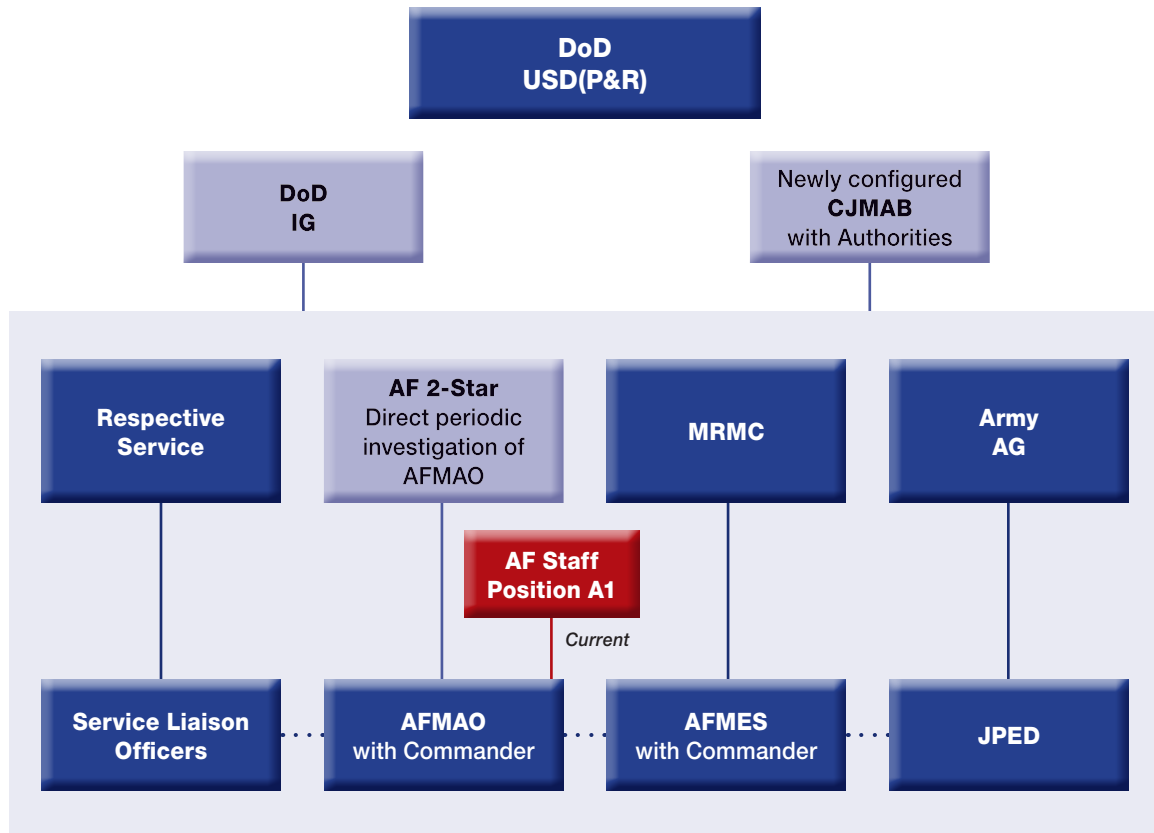 DoD
USD(P&R)
DoD
IG
Newly configured
CJMAB
with Authorities
Respective
Service
AF 2-Star
Direct periodic
investigation of
AFMAO
MRMC
Army
AG
AF Staff
Position A1
Current
Service Liaison
Officers
AFMAO
with Commander
AFMES
with Commander
JPED